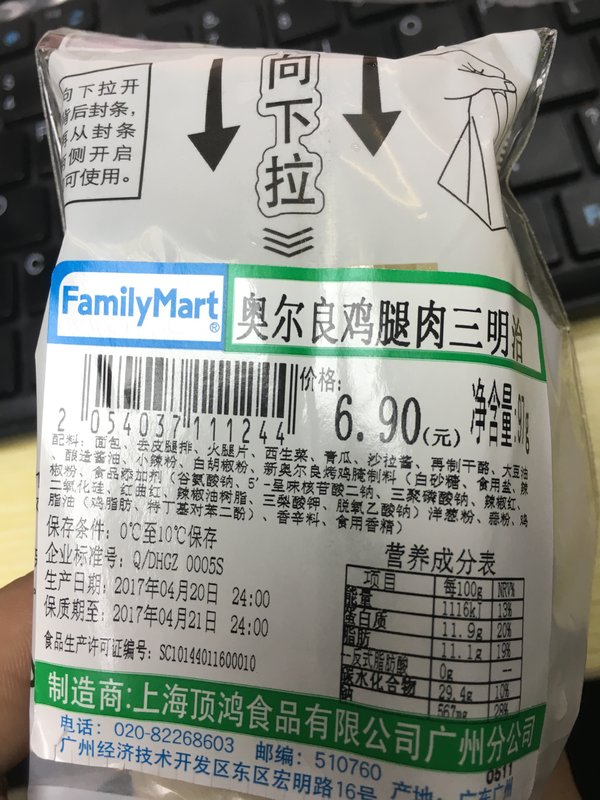 向下拉开
背后封条，
再从封条
侧开启
可使用。
向下拉
FamilyMart®
奥尔良鸡腿肉三明治
价格：
6.90(元)
净含量:97g
2 054037 111244
配料：面包、去皮腿排、火腿片、西生菜、青瓜、沙拉酱、再制干酪、大豆油
、酿造酱油、小辣粉、白胡椒粉、新奥尔良烤鸡腌制料（白砂糖、食用盐、辣
椒粉、食品添加剂（谷氨酸钠、5'-呈味核苷酸二钠、三聚磷酸钠、辣椒红、
二氧化硅、红曲红、辣椒油树脂、三梨酸钾、脱氧乙酸钠）洋葱粉、蒜粉、鸡
脂油（鸡脂肪、特丁基对苯二酚）、香辛料、食用香精）
保存条件：0℃至10℃保存
企业标准号：Q/DHGZ 0005S
生产日期：2017年04月20日 24:00
保质期至：2017年04月21日 24:00
食品生产许可证编号：SC10144011600010
营养成分表
项目 每100g NRV%
能量 1116kJ 13%
蛋白质 11.9g 20%
脂肪 11.1g 19%
-反式脂肪酸 0g --
碳水化合物 29.4g 10%
钠 567mg 28%
制造商:上海顶鸿食品有限公司广州分公司
电话：020-82268603 邮编：510760
广州经济技术开发区东区宏明路16号 产地：广东广州
0511